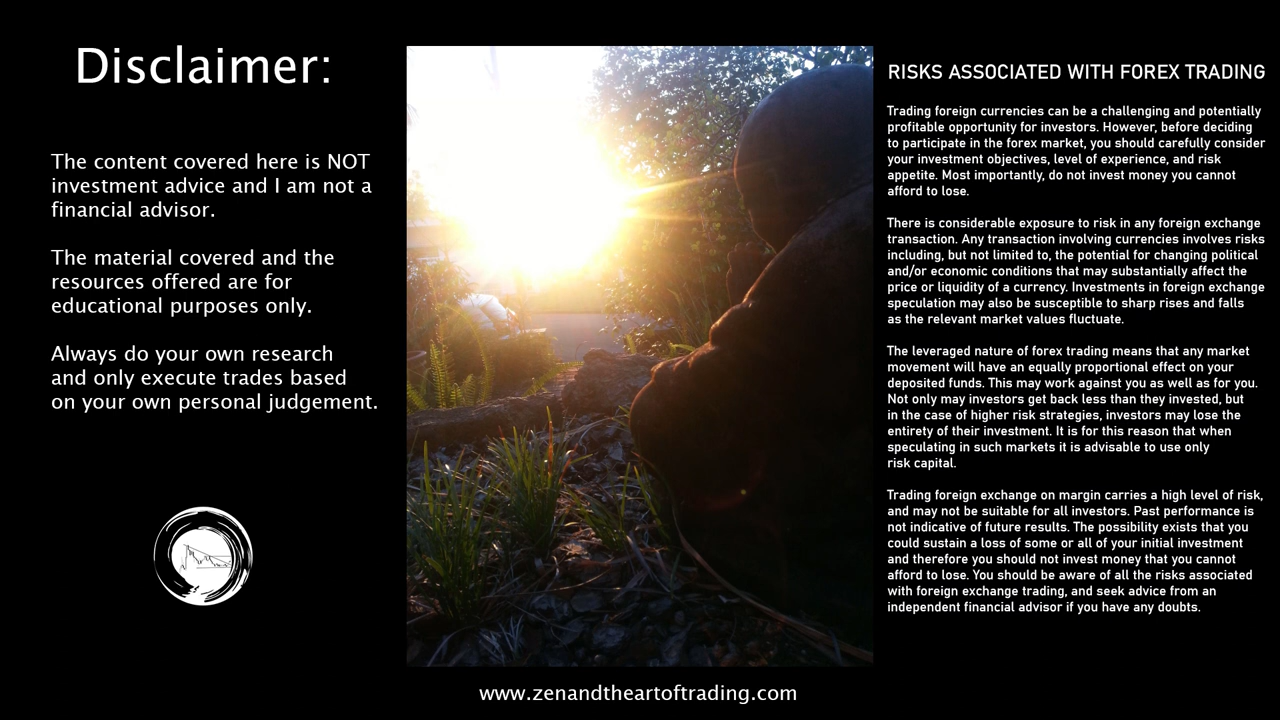 Disclaimer:
The content covered here is NOT
investment advice and I am not a
financial advisor.
The material covered and the
resources offered are for
educational purposes only.
Always do your own research
and only execute trades based
on your own personal judgement.
RISKS ASSOCIATED WITH FOREX TRADING
Trading foreign currencies can be a challenging and potentially
profitable opportunity for investors. However, before deciding
to participate in the forex market, you should carefully consider
your investment objectives, level of experience, and risk
appetite. Most importantly, do not invest money you cannot
afford to lose.
There is considerable exposure to risk in any foreign exchange
transaction. Any transaction involving currencies involves risks
including, but not limited to, the potential for changing political
and/or economic conditions that may substantially affect the
price or liquidity of a currency. Investments in foreign exchange
speculation may also be susceptible to sharp rises and falls
as the relevant market values fluctuate.
The leveraged nature of forex trading means that any market
movement will have an equally proportional effect on your
deposited funds. This may work against you as well as for you.
Not only may investors get back less than they invested, but
in the case of higher risk strategies, investors may lose the
entirety of their investment. It is for this reason that when
speculating in such markets it is advisable to use only
risk capital.
Trading foreign exchange on margin carries a high level of risk,
and may not be suitable for all investors. Past performance is
not indicative of future results. The possibility exists that you
could sustain a loss of some or all of your initial investment
and therefore you should not invest money that you cannot
afford to lose. You should be aware of all the risks associated
with foreign exchange trading, and seek advice from an
independent financial advisor if you have any doubts.
www.zenandtheartoftrading.com